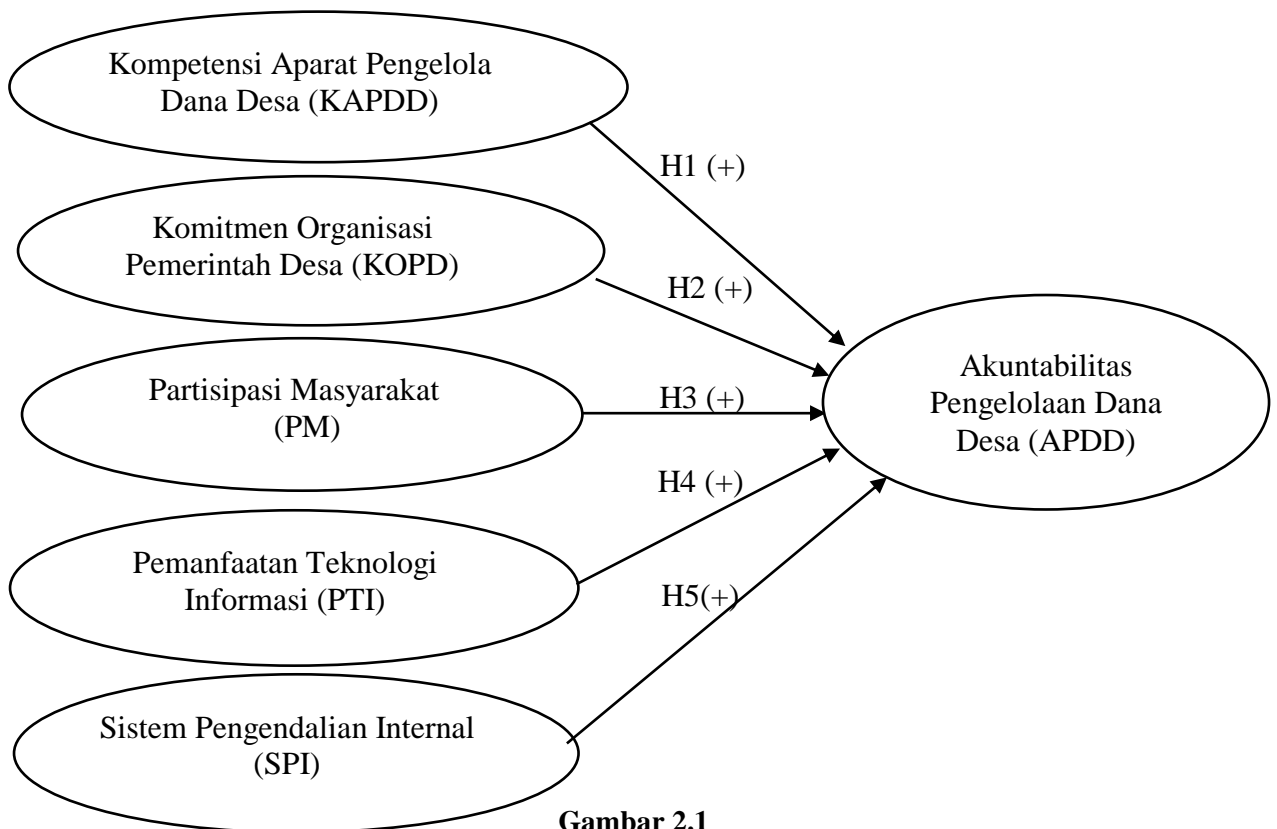 Kompetensi Aparat Pengelola
Dana Desa (KAPDD)
H1 (+)
Komitmen Organisasi
Pemerintah Desa (KOPD)
H2 (+)
Partisipasi Masyarakat
(PM)
H3 (+)
Akuntabilitas
Pengelolaan Dana
Desa (APDD)
Pemanfaatan Teknologi
Informasi (PTI)
H4 (+)
H5(+)
Sistem Pengendalian Internal
(SPI)
Gambar 2.1